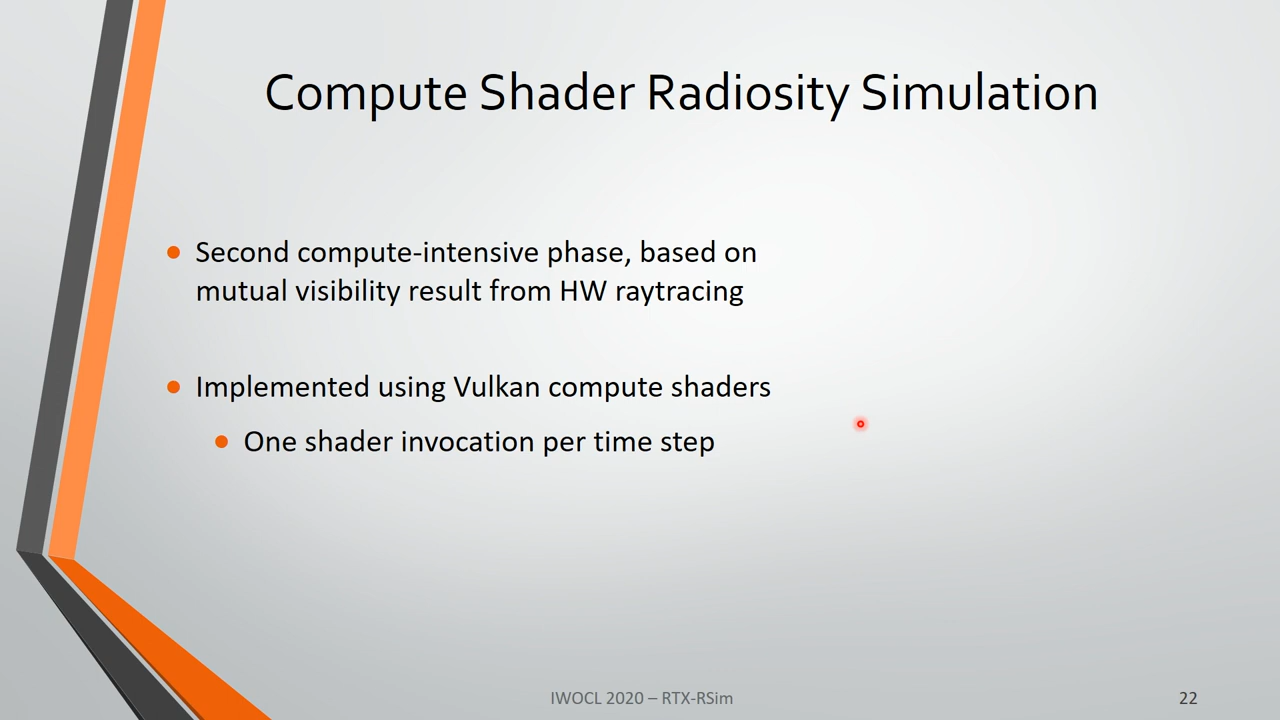 Compute Shader Radiosity Simulation
Second compute-intensive phase, based on
mutual visibility result from HW raytracing
Implemented using Vulkan compute shaders
One shader invocation per time step
IWOCL 2020 – RTX-RSim
22